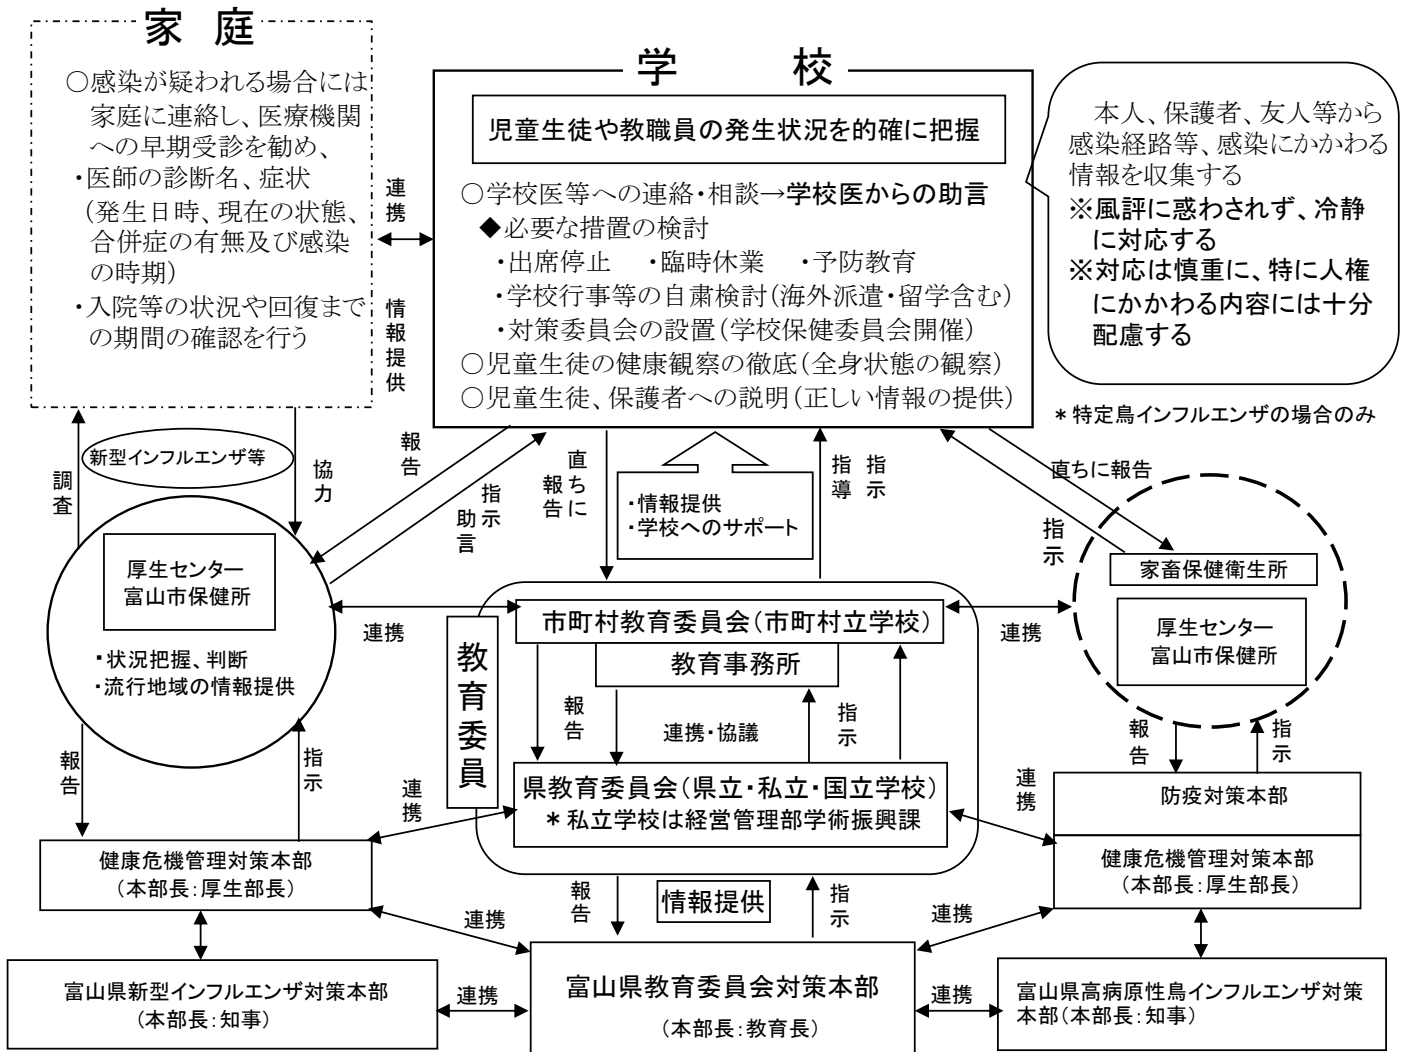 家　庭
○感染が疑われる場合には
家庭に連絡し、医療機関
への早期受診を勧め、
・医師の診断名、症状
（発生日時、現在の状態、
合併症の有無及び感染
の時期）
・入院等の状況や回復まで
の期間の確認を行う
連携
情報提供
学　校
児童生徒や教職員の発生状況を的確に把握
○学校医等への連絡・相談→学校医からの助言
◆必要な措置の検討
・出席停止　・臨時休業　・予防教育
・学校行事等の自粛検討（海外派遣・留学含む）
・対策委員会の設置（学校保健委員会開催）
○児童生徒の健康観察の徹底（全身状態の観察）
○児童生徒、保護者への説明（正しい情報の提供）
本人、保護者、友人等から
感染経路等、感染にかかわる
情報を収集する
※風評に惑わされず、冷静
に対応する
※対応は慎重に、特に人権
にかかわる内容には十分
配慮する
＊特定鳥インフルエンザの場合のみ
新型インフルエンザ等
調査
協力
報告
指示
助言
直ちに
報告
・情報提供
・学校へのサポート
指導
指示
直ちに報告
指示
厚生センター
富山市保健所
・状況把握、判断
・流行地域の情報提供
連携
教育委員
市町村教育委員会（市町村立学校）
教育事務所
報告
連携・協議
指示
県教育委員会（県立・私立・国立学校）
＊私立学校は経営管理部学術振興課
連携
家畜保健衛生所
厚生センター
富山市保健所
報告
指示
報告
指示
連携
連携
防疫対策本部
健康危機管理対策本部
（本部長：厚生部長）
健康危機管理対策本部
（本部長：厚生部長）
連携
報告
情報提供
指示
連携
富山県新型インフルエンザ対策本部
（本部長：知事）
連携
富山県教育委員会対策本部
（本部長：教育長）
連携
富山県高病原性鳥インフルエンザ対策
本部（本部長：知事）